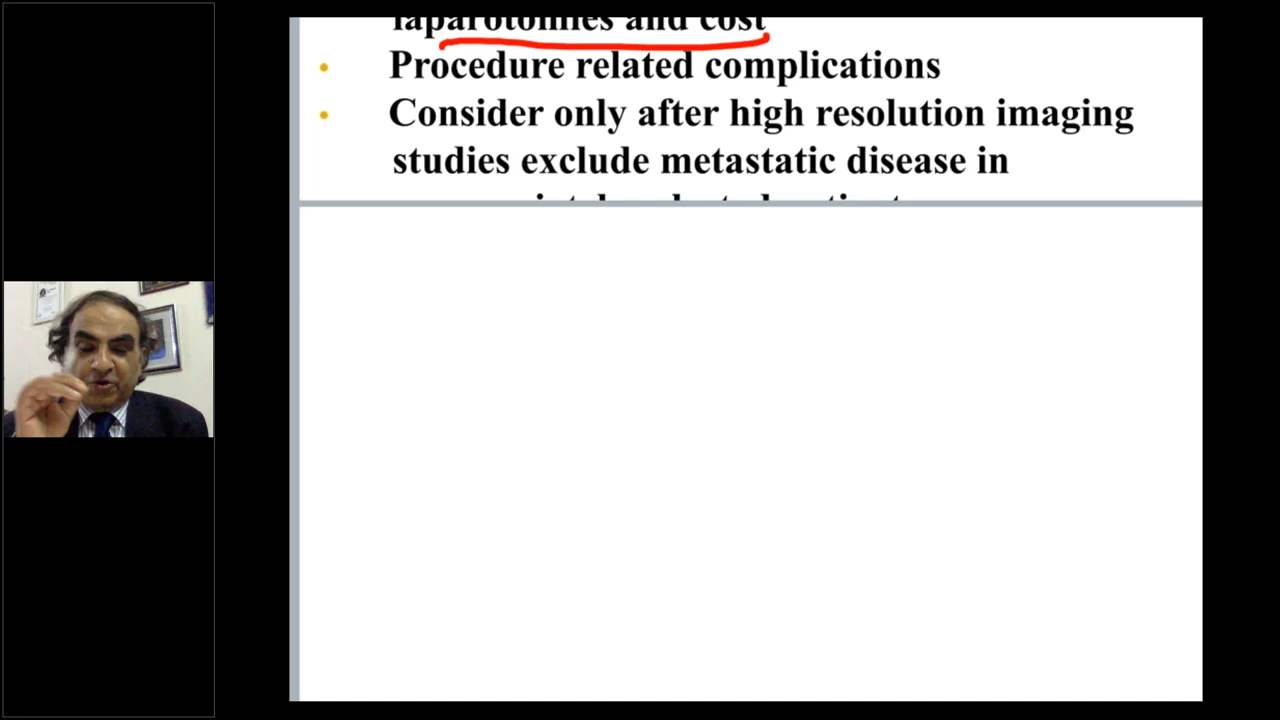 laparotomies and cost
Procedure related complications
Consider only after high resolution imaging
studies exclude metastatic disease in